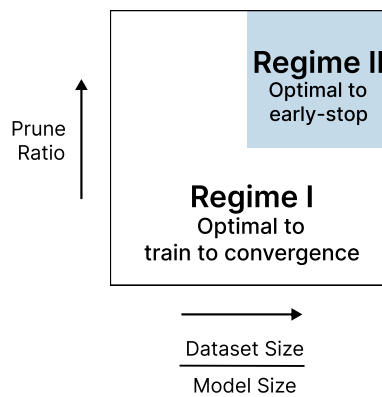 Regime II
Optimal to
early-stop
Prune
Ratio
Regime I
Optimal to
train to convergence
Dataset Size
Model Size